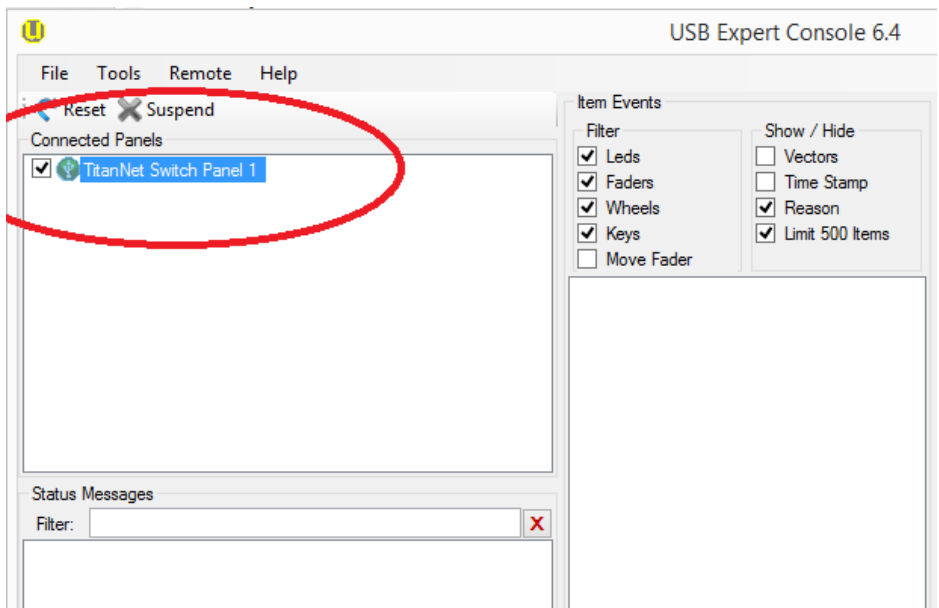 USB Expert Console 6.4
File Tools Remote Help
Reset Suspend
Connected Panels
TitanNet Switch Panel 1
Status Messages
Filter:
X
Item Events
Filter
Leds
Faders
Wheels
Keys
Move Fader
Show / Hide
Vectors
Time Stamp
Reason
Limit 500 Items